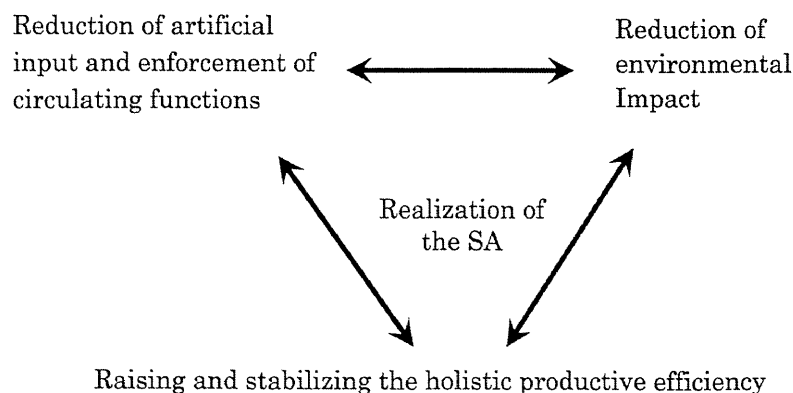 Reduction of artificial
input and enforcement of
circulating functions
Reduction of
environmental
Impact
Realization of
the SA
Raising and stabilizing the holistic productive efficiency